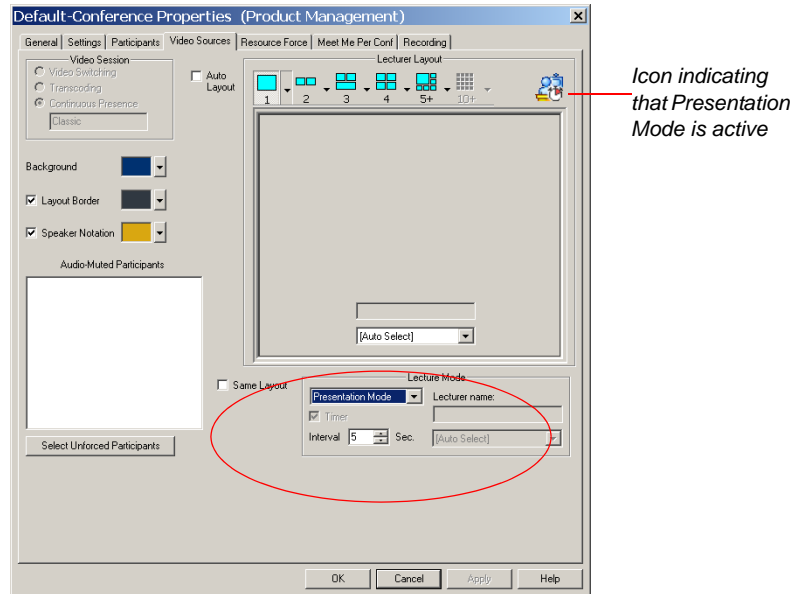 Default-Conference Properties (Product Management)
General Settings Participants Video Sources Resource Force Meet Me Per Conf Recording
Video Session
Video Switching
Transcoding
Continuous Presence
Classic
Auto
Layout
Lecturer Layout
1 2 3 4 5+ 10+
Icon indicating
that Presentation
Mode is active
Background
Layout Border
Speaker Notation
Audio-Muted Participants
[Auto Select]
Same Layout
Lecture Mode
Presentation Mode
Lecturer name:
Timer
Interval 5 Sec.
[Auto Select]
Select Unforced Participants
OK Cancel Apply Help